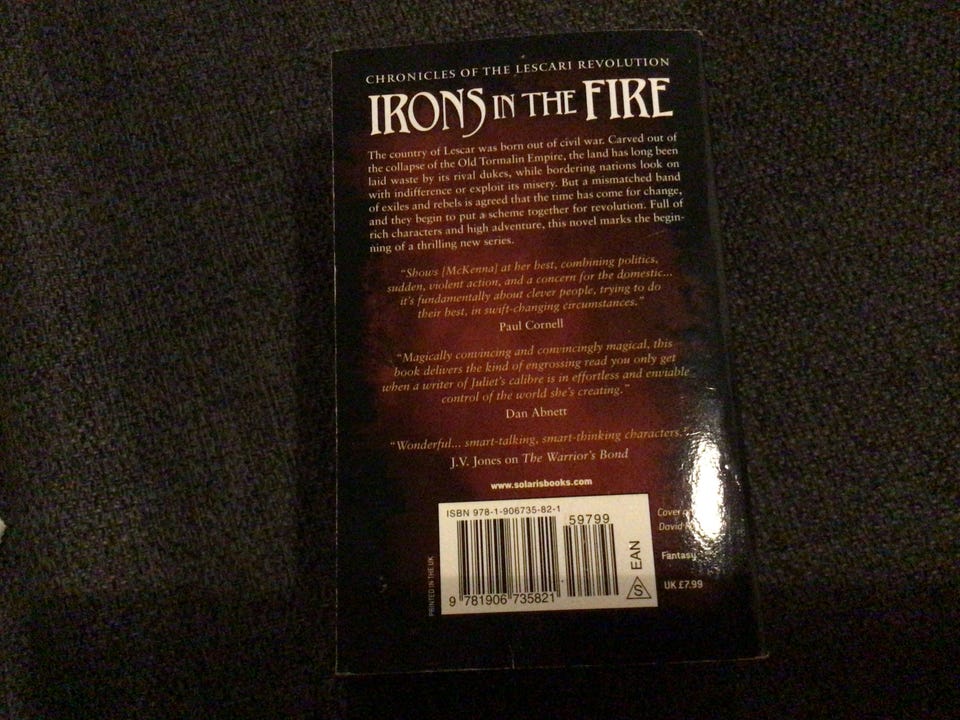 CHRONICLES OF THE LESCARI REVOLUTION
IRONS IN THE FIRE
The country of Lescar was born out of civil war. Carved out of
the collapse of the Old Tormalin Empire, the land has long been
laid waste by its rival dukes, while bordering nations look on
with indifference or exploit its misery. But a mismatched band
of exiles and rebels is agreed that the time has come for change,
and they begin to put a scheme together for revolution. Full of
rich characters and high adventure, this novel marks the begin-
ning of a thrilling new series.
“Shows [McKenna] at her best, combining politics,
sudden, violent action, and a concern for the domestic...
it's fundamentally about clever people, trying to do
their best, in swift-changing circumstances.”
Paul Cornell
“Magically convincing and convincingly magical, this
book delivers the kind of engrossing read you only get
when a writer of Juliet's calibre is in effortless and enviable
control of the world she's creating.”
Dan Abnett
“Wonderful... smart-talking, smart-thinking characters.”
J.V. Jones on The Warrior's Bond
www.solarisbooks.com
ISBN 978-1-906735-82-1
59799
9 781906 735821
EAN
S
PRINTED IN THE UK
Cover
David
Fantasy
UK £7.99